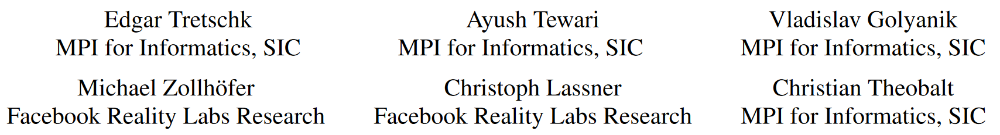 Edgar Tretschk
MPI for Informatics, SIC
Ayush Tewari
MPI for Informatics, SIC
Vladislav Golyanik
MPI for Informatics, SIC
Michael Zollhöfer
Facebook Reality Labs Research
Christoph Lassner
Facebook Reality Labs Research
Christian Theobalt
MPI for Informatics, SIC